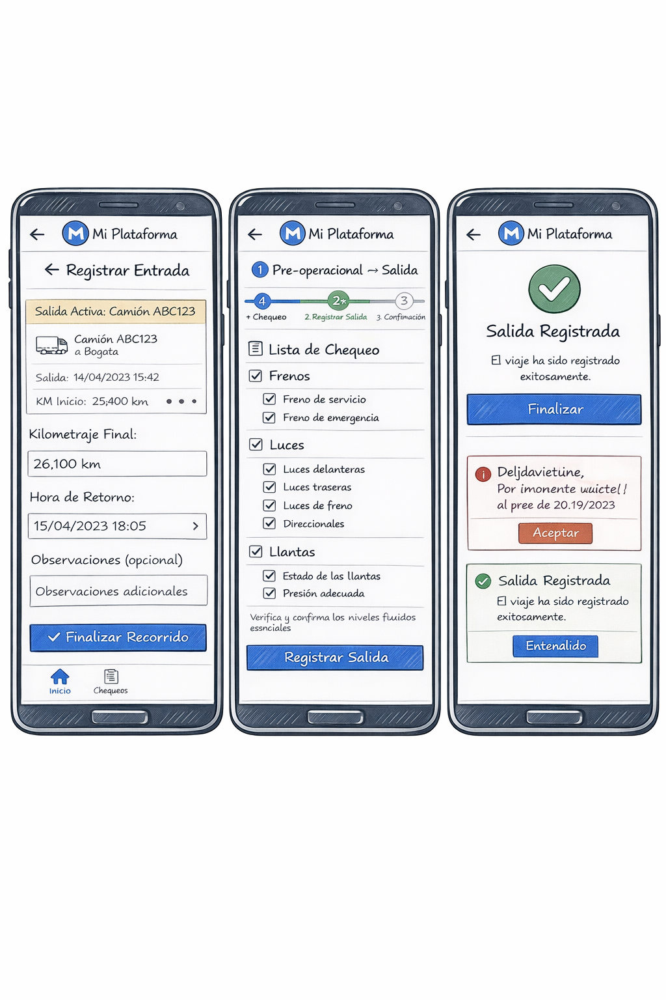 M Mi Plataforma
Registrar Entrada
Salida Activa: Camión ABC123
Camión ABC123
a Bogata
Salida: 14/04/2023 15:42
KM Inicio: 25;400 km
Kilometraje Final:
26,100 km
Hora de Retorno:
15/04/2023 18:05
Observaciones (opcional)
Observaciones adicionales
Finalizar Recorrido
Inicio
Chequeos
M Mi Plataforma
1 Pre-operacional → Salida
4
2*
3
+ Chequeo
2. Registrar Salida
3. Confimación
Lista de Chequeo
Frenos
Freno de servicio
Freno de emergencia
Luces
Luces delanteras
Luces traseras
Luces de freno
Direccionales
Llantas
Estado de las llantas
Presión adecuada
Verifica y confirma los niveles fluidos
essnciales
Registrar Salida
M Mi Plataforma
Salida Registrada
El viaje ha sido registrado
exitosamente.
Finalizar
Deljdavietune,
Por imonente
al pree de 20.19/2023
Aceptar
Salida Registrada
El viaje ha sido registrado
exitosamente.
Entenalido